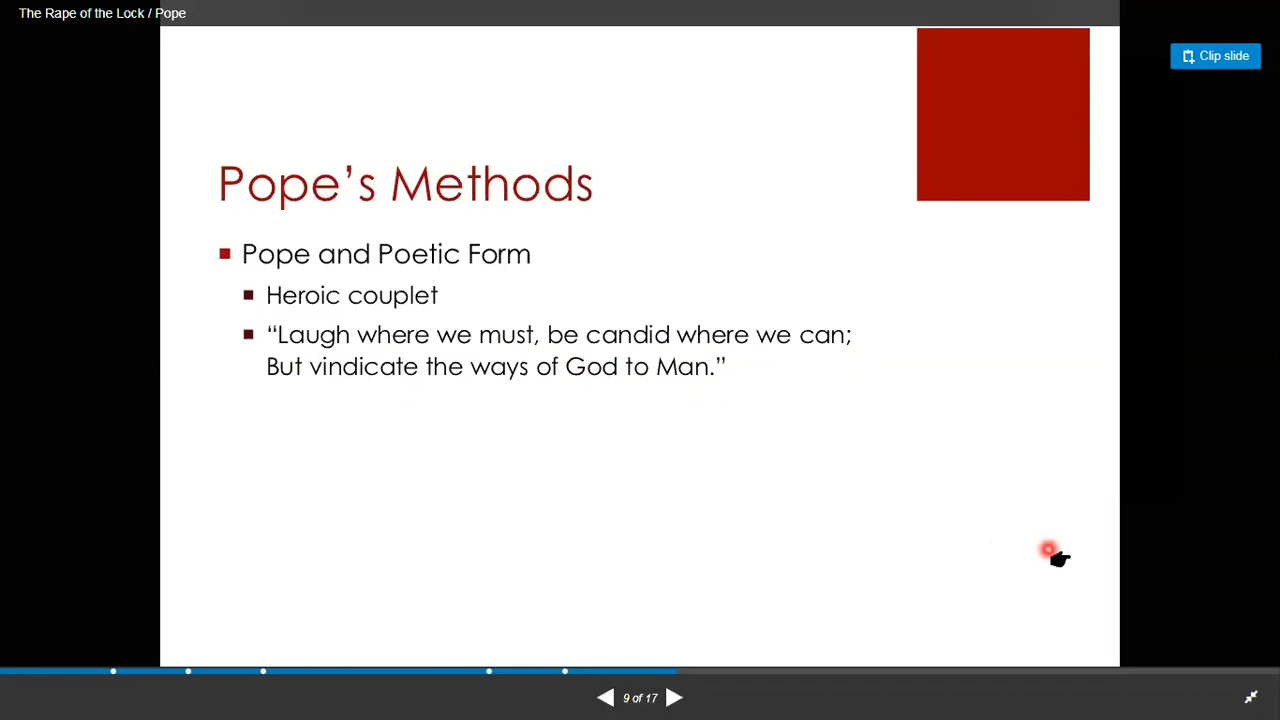 The Rape of the Lock / Pope
Clip slide
Pope’s Methods
Pope and Poetic Form
Heroic couplet
“Laugh where we must, be candid where we can;
But vindicate the ways of God to Man.”
9 of 17